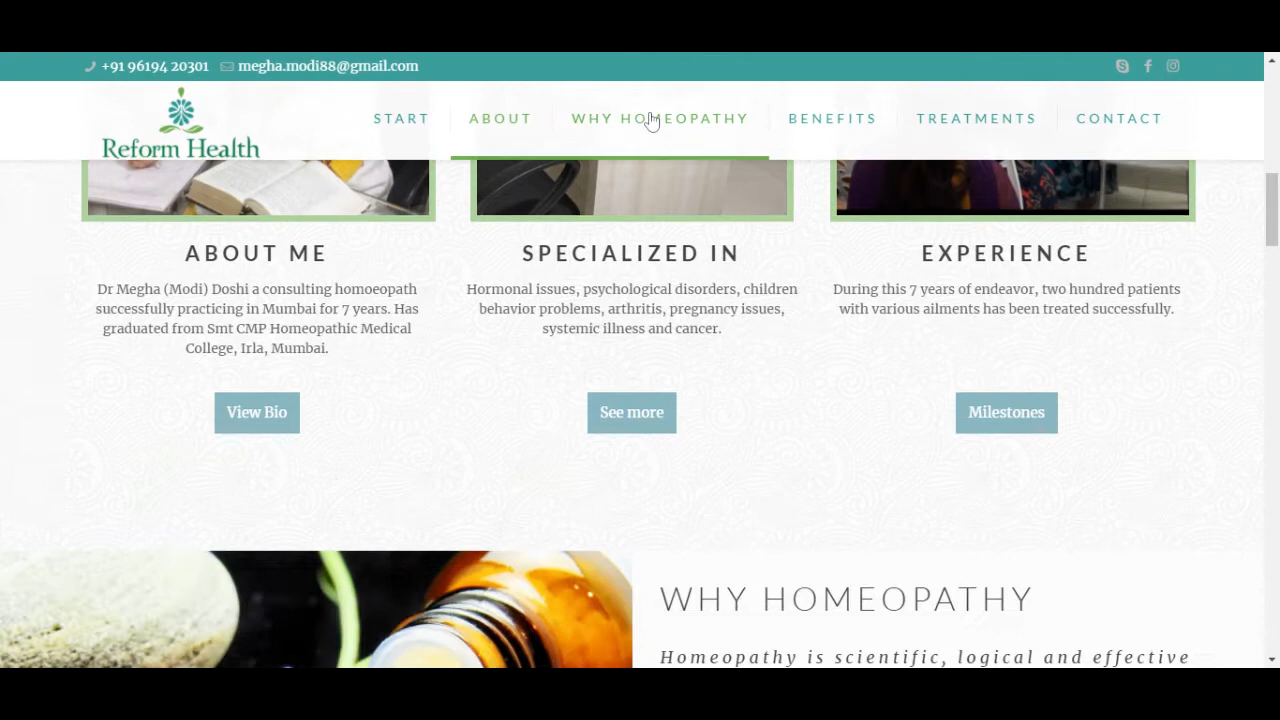 +91 96194 20301 megha.modi88@gmail.com
Reform Health
START ABOUT WHY HOMEOPATHY BENEFITS TREATMENTS CONTACT
ABOUT ME
Dr Megha (Modi) Doshi a consulting homoeopath
successfully practicing in Mumbai for 7 years. Has
graduated from Smt CMP Homeopathic Medical
College, Irla, Mumbai.
View Bio
SPECIALIZED IN
Hormonal issues, psychological disorders, children
behavior problems, arthritis, pregnancy issues,
systemic illness and cancer.
See more
EXPERIENCE
During this 7 years of endeavor, two hundred patients
with various ailments has been treated successfully.
Milestones
WHY HOMEOPATHY
Homeopathy is scientific, logical and effective